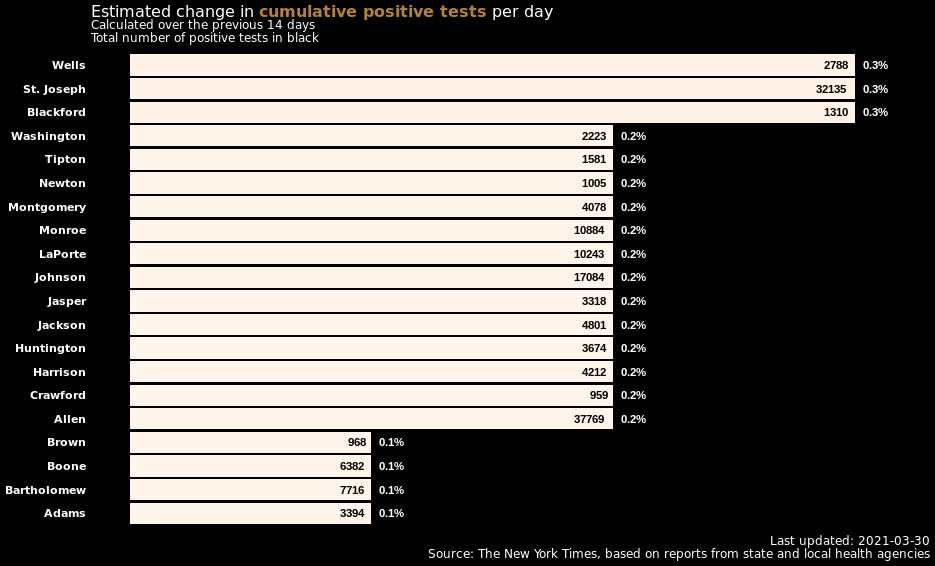 Estimated change in cumulative positive tests per day
Calculated over the previous 14 days
Total number of positive tests in black
Wells 2788 0.3%
St. Joseph 32135 0.3%
Blackford 1310 0.3%
Washington 2223 0.2%
Tipton 1581 0.2%
Newton 1005 0.2%
Montgomery 4078 0.2%
Monroe 10884 0.2%
LaPorte 10243 0.2%
Johnson 17084 0.2%
Jasper 3318 0.2%
Jackson 4801 0.2%
Huntington 3674 0.2%
Harrison 4212 0.2%
Crawford 959 0.2%
Allen 37769 0.2%
Brown 968 0.1%
Boone 6382 0.1%
Bartholomew 7716 0.1%
Adams 3394 0.1%
Last updated: 2021-03-30
Source: The New York Times, based on reports from state and local health agencies